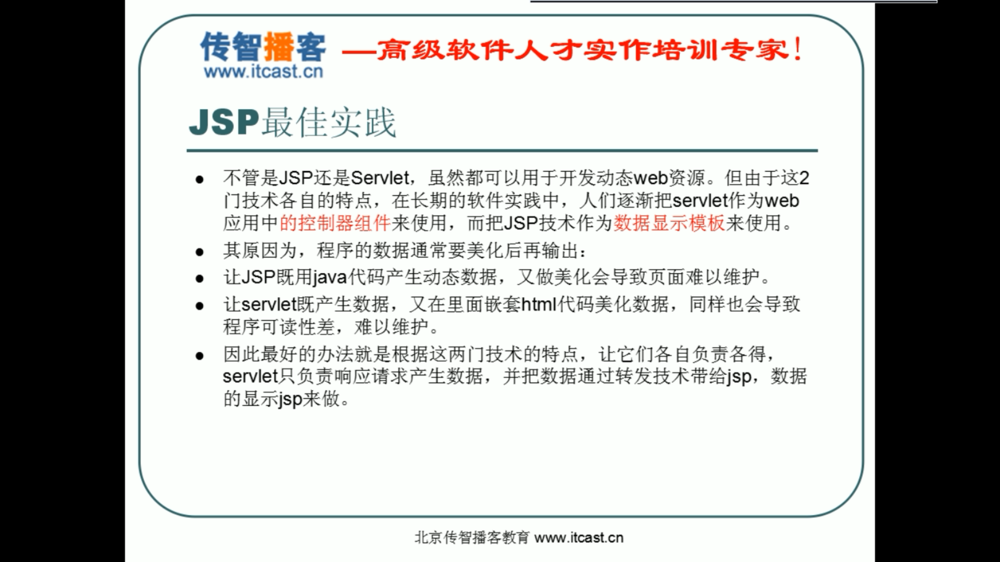 传智播客 —高级软件人才实作培训专家!
www.itcast.cn
JSP最佳实践
● 不管是JSP还是Servlet，虽然都可以用于开发动态web资源。但由于这2
门技术各自的特点，在长期的软件实践中，人们逐渐把servlet作为web
应用中的控制器组件来使用，而把JSP技术作为数据显示模板来使用。
● 其原因为，程序的数据通常要美化后再输出：
● 让JSP既用java代码产生动态数据，又做美化会导致页面难以维护。
● 让servlet既产生数据，又在里面嵌套html代码美化数据，同样也会导致
程序可读性差，难以维护。
● 因此最好的办法就是根据这两门技术的特点，让它们各自负责各得，
servlet只负责响应请求产生数据，并把数据通过转发技术带给jsp，数据
的显示jsp来做。
北京传智播客教育 www.itcast.cn